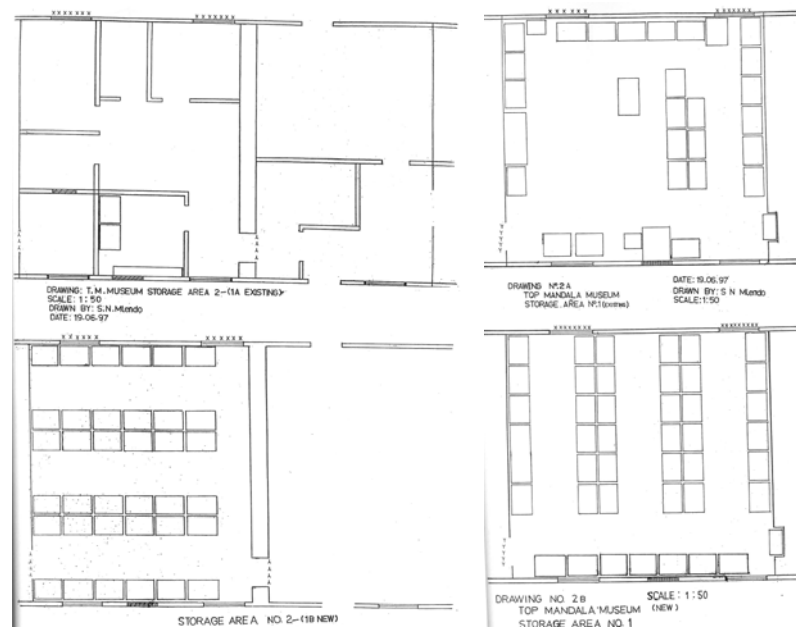 DRAWING: T.M. MUSEUM STORAGE AREA 2-(1A EXISTING)
SCALE: 1:50
DRAWN BY: S.N. Mlendo
DATE: 19-06-97
DRAWING Nº.2A
TOP MANDALA MUSEUM
STORAGE AREA Nº.1
DATE: 19.06.97
DRAWN BY: S N Mlendo
SCALE:1:50
STORAGE AREA NO. 2-(1B NEW)
DRAWING NO. 2B
TOP MANDALA MUSEUM (NEW)
STORAGE AREA NO. 1
SCALE: 1:50